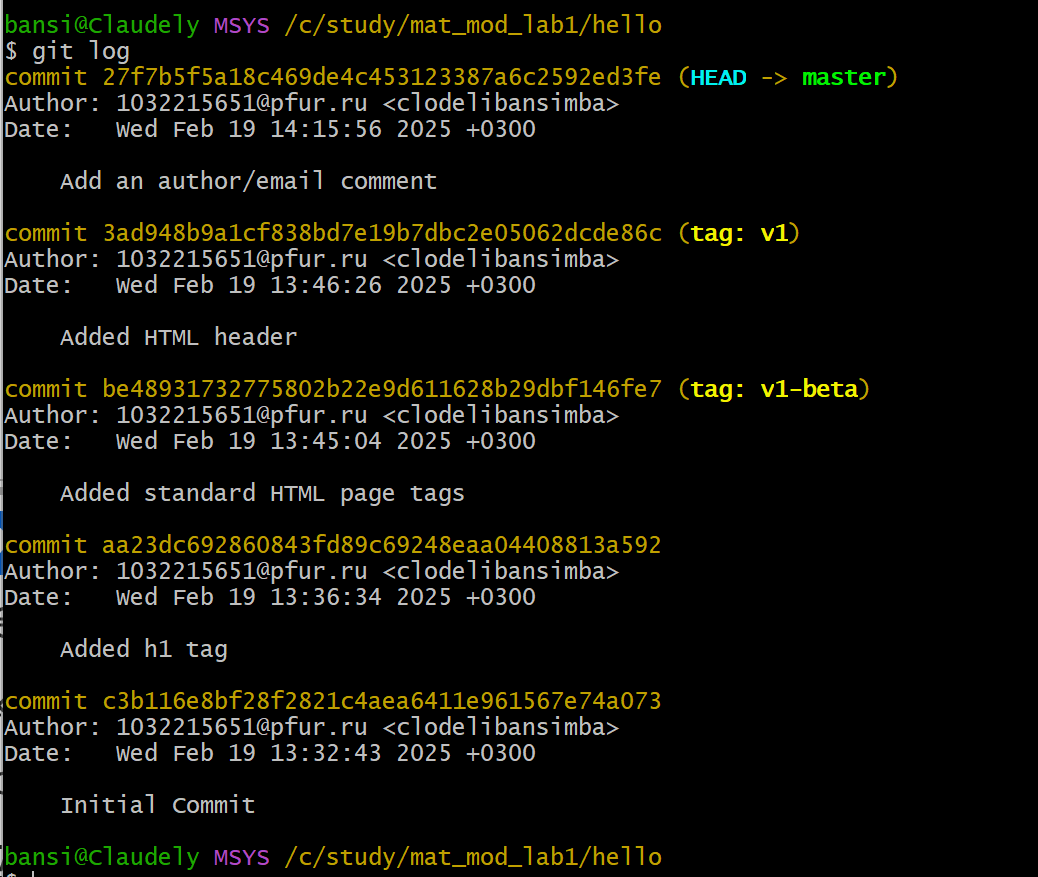 bansi@Claudely MSYS /c/study/mat_mod_lab1/hello
$ git log
commit 27f7b5f5a18c469de4c453123387a6c2592ed3fe (HEAD -> master)
Author: 1032215651@pfur.ru <clodelibansimba>
Date:   Wed Feb 19 14:15:56 2025 +0300
    Add an author/email comment
commit 3ad948b9a1cf838bd7e19b7dbc2e05062dcde86c (tag: v1)
Author: 1032215651@pfur.ru <clodelibansimba>
Date:   Wed Feb 19 13:46:26 2025 +0300
    Added HTML header
commit be48931732775802b22e9d611628b29dbf146fe7 (tag: v1-beta)
Author: 1032215651@pfur.ru <clodelibansimba>
Date:   Wed Feb 19 13:45:04 2025 +0300
    Added standard HTML page tags
commit aa23dc692860843fd89c69248eaa04408813a592
Author: 1032215651@pfur.ru <clodelibansimba>
Date:   Wed Feb 19 13:36:34 2025 +0300
    Added h1 tag
commit c3b116e8bf28f2821c4aea6411e961567e74a073
Author: 1032215651@pfur.ru <clodelibansimba>
Date:   Wed Feb 19 13:32:43 2025 +0300
    Initial Commit
bansi@Claudely MSYS /c/study/mat_mod_lab1/hello
$